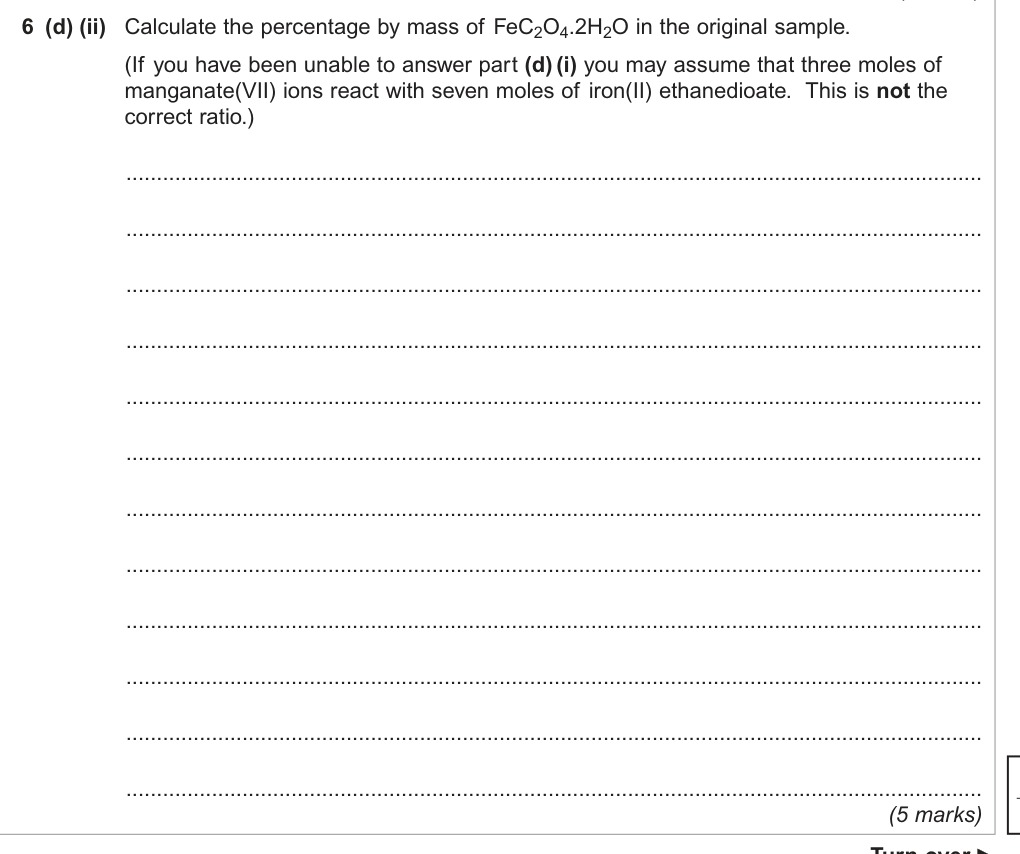 6 (d) (ii) Calculate the percentage by mass of FeC₂O₄.2H₂O in the original sample.
(If you have been unable to answer part (d) (i) you may assume that three moles of
manganate(VII) ions react with seven moles of iron(II) ethanedioate. This is not the
correct ratio.)
(5 marks)